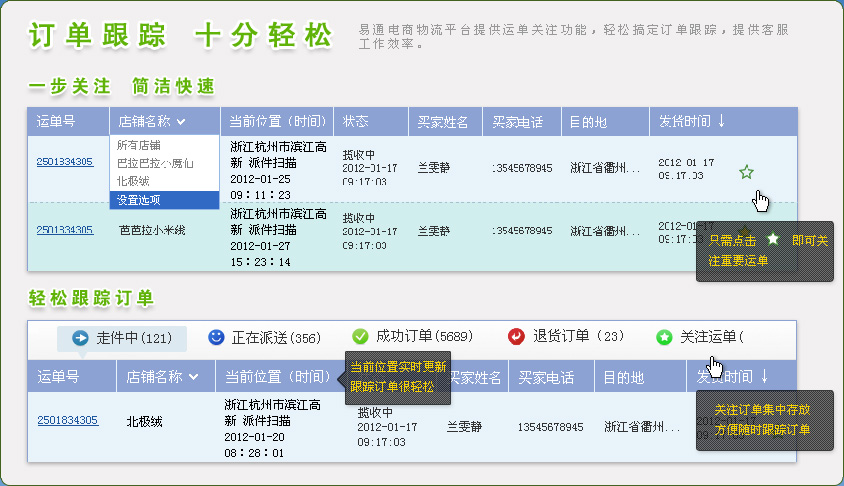 订单跟踪 十分轻松
易通电商物流平台提供运单关注功能，轻松搞定订单跟踪，提供客服
工作效率。
一步关注 简洁快速
运单号 店铺名称 当前位置（时间） 状态 买家姓名 买家电话 目的地 发货时间 ↓
所有店铺
巴拉巴拉小魔仙
北极绒
设置选项
2501834305
浙江杭州市滨江高
新 派件扫描
2012-01-25
09：11：23
揽收中
2012-01-17
09:17:03
兰雯静
13545678945
浙江省衢州...
2012-01-17
09:17:03
2501834305
芭芭拉小米线
浙江杭州市滨江高
新 派件扫描
2012-01-27
15：23：14
揽收中
2012-01-17
09:17:03
兰雯静
13545678945
浙江省衢州...
2012-01-17
09:17:03
只需点击 即可关
注重要运单
轻松跟踪订单
走件中(121) 正在派送(356) 成功订单(5689) 退货订单（23） 关注运单(
运单号 店铺名称 当前位置（时间） 买家姓名 买家电话 目的地 发货时间 ↓
当前位置实时更新
跟踪订单很轻松
2501834305
北极绒
浙江杭州市滨江高
新 派件扫描
2012-01-20
08：28：01
揽收中
2012-01-17
09:17:03
兰雯静
13545678945
浙江省衢州...
关注订单集中存放
方便随时跟踪订单